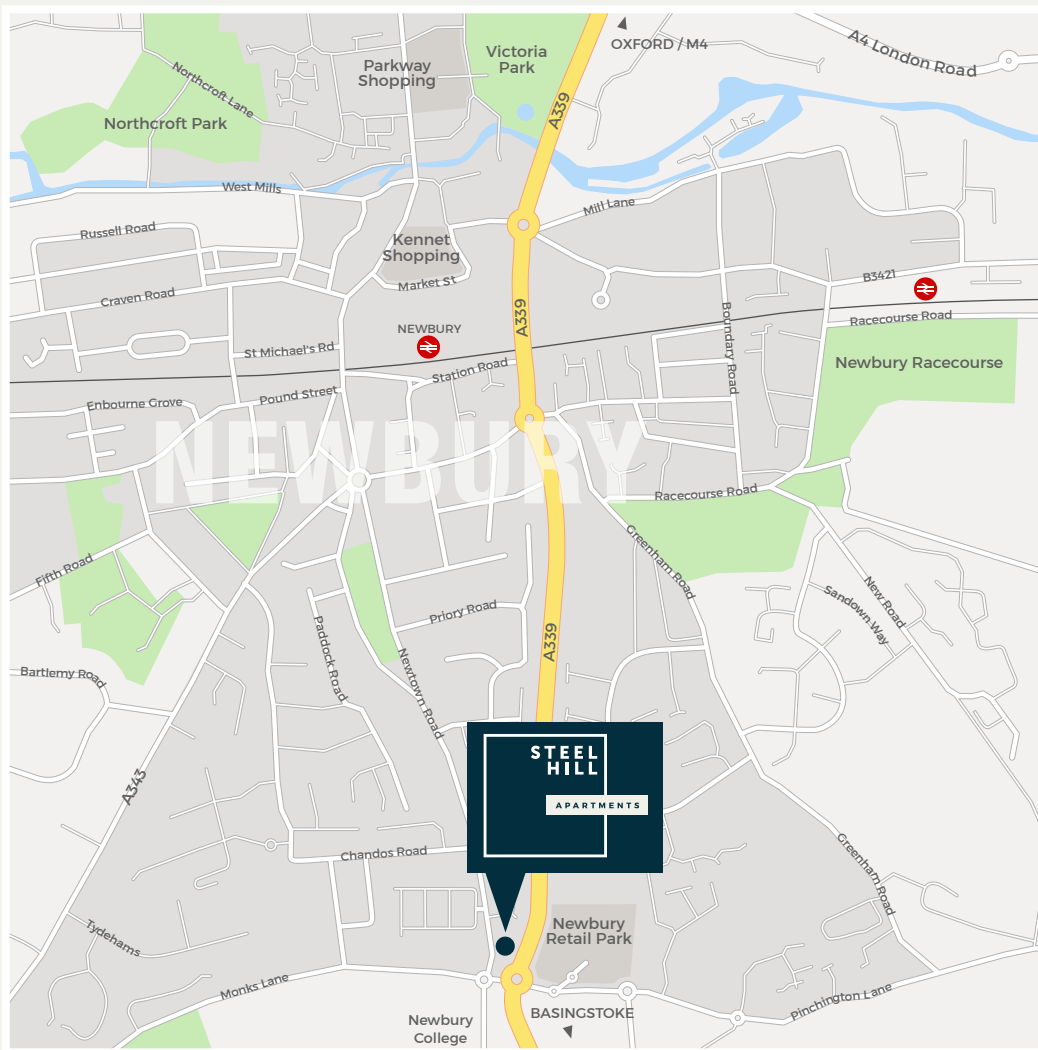 OXFORD / M4
A4 London Road
Victoria
Park
Parkway
Shopping
Northcroft Lane
Northcroft Park
A339
West Mills
Mill Lane
Russell Road
Kennet
Shopping
Market St
B3421
Craven Road
A339
Boundary Road
Racecourse Road
NEWBURY
St Michael's Rd
Station Road
Newbury Racecourse
Pound Street
Enbourne Grove
NEWBURY
Racecourse Road
Greenham Road
Fifth Road
New Road
Sandown Way
Priory Road
Paddock Road
A339
Newtown Road
Bartlemy Road
A343
STEEL
HILL
APARTMENTS
Chandos Road
Greenham Road
Newbury
Retail Park
Tydehams
Monks Lane
Pinchington Lane
BASINGSTOKE
Newbury
College